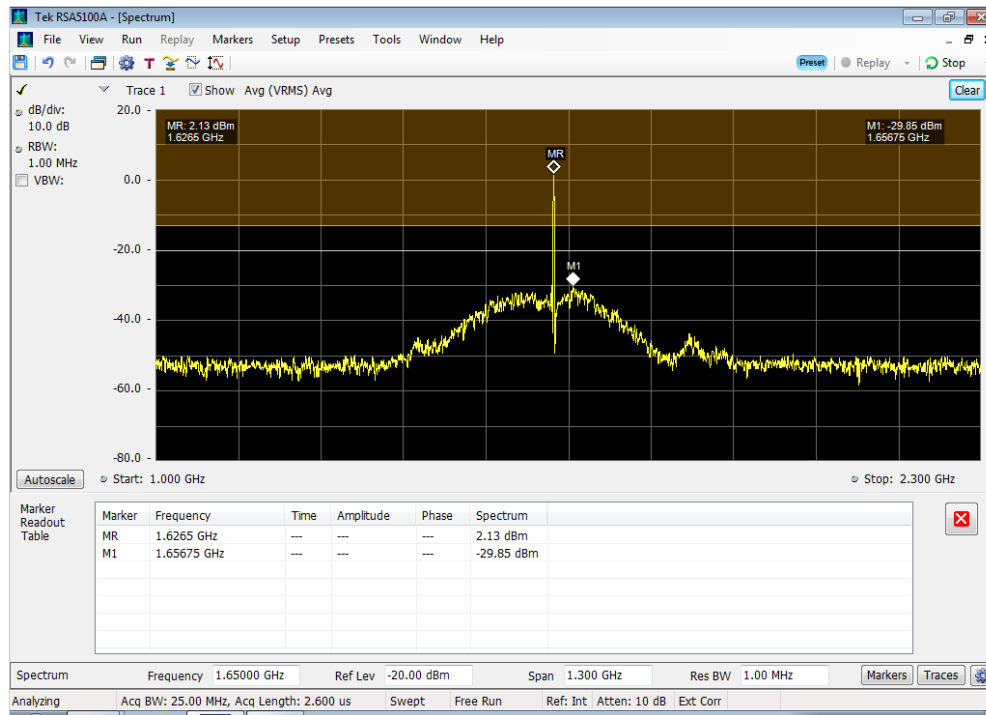 Tek RSA5100A - [Spectrum]
File View Run Replay Markers Setup Presets Tools Window Help
T Preset Replay Stop
Trace 1 Show Avg (VRMS) Avg Clear
dB/div:
10.0 dB
RBW:
1.00 MHz
VBW:
20.0 -
0.0 -
-20.0 -
-40.0 -
-60.0 -
-80.0 -
MR: 2.13 dBm
1.6265 GHz
M1: -29.85 dBm
1.65675 GHz
MR
M1
Autoscale Start: 1.000 GHz Stop: 2.300 GHz
Marker
Readout
Table
Marker Frequency Time Amplitude Phase Spectrum
MR 1.6265 GHz --- --- --- 2.13 dBm
M1 1.65675 GHz --- --- --- -29.85 dBm
Spectrum Frequency 1.65000 GHz Ref Lev -20.00 dBm Span 1.300 GHz Res BW 1.00 MHz Markers Traces
Analyzing Acq BW: 25.00 MHz, Acq Length: 2.600 us Swept Free Run Ref: Int Atten: 10 dB Ext Corr